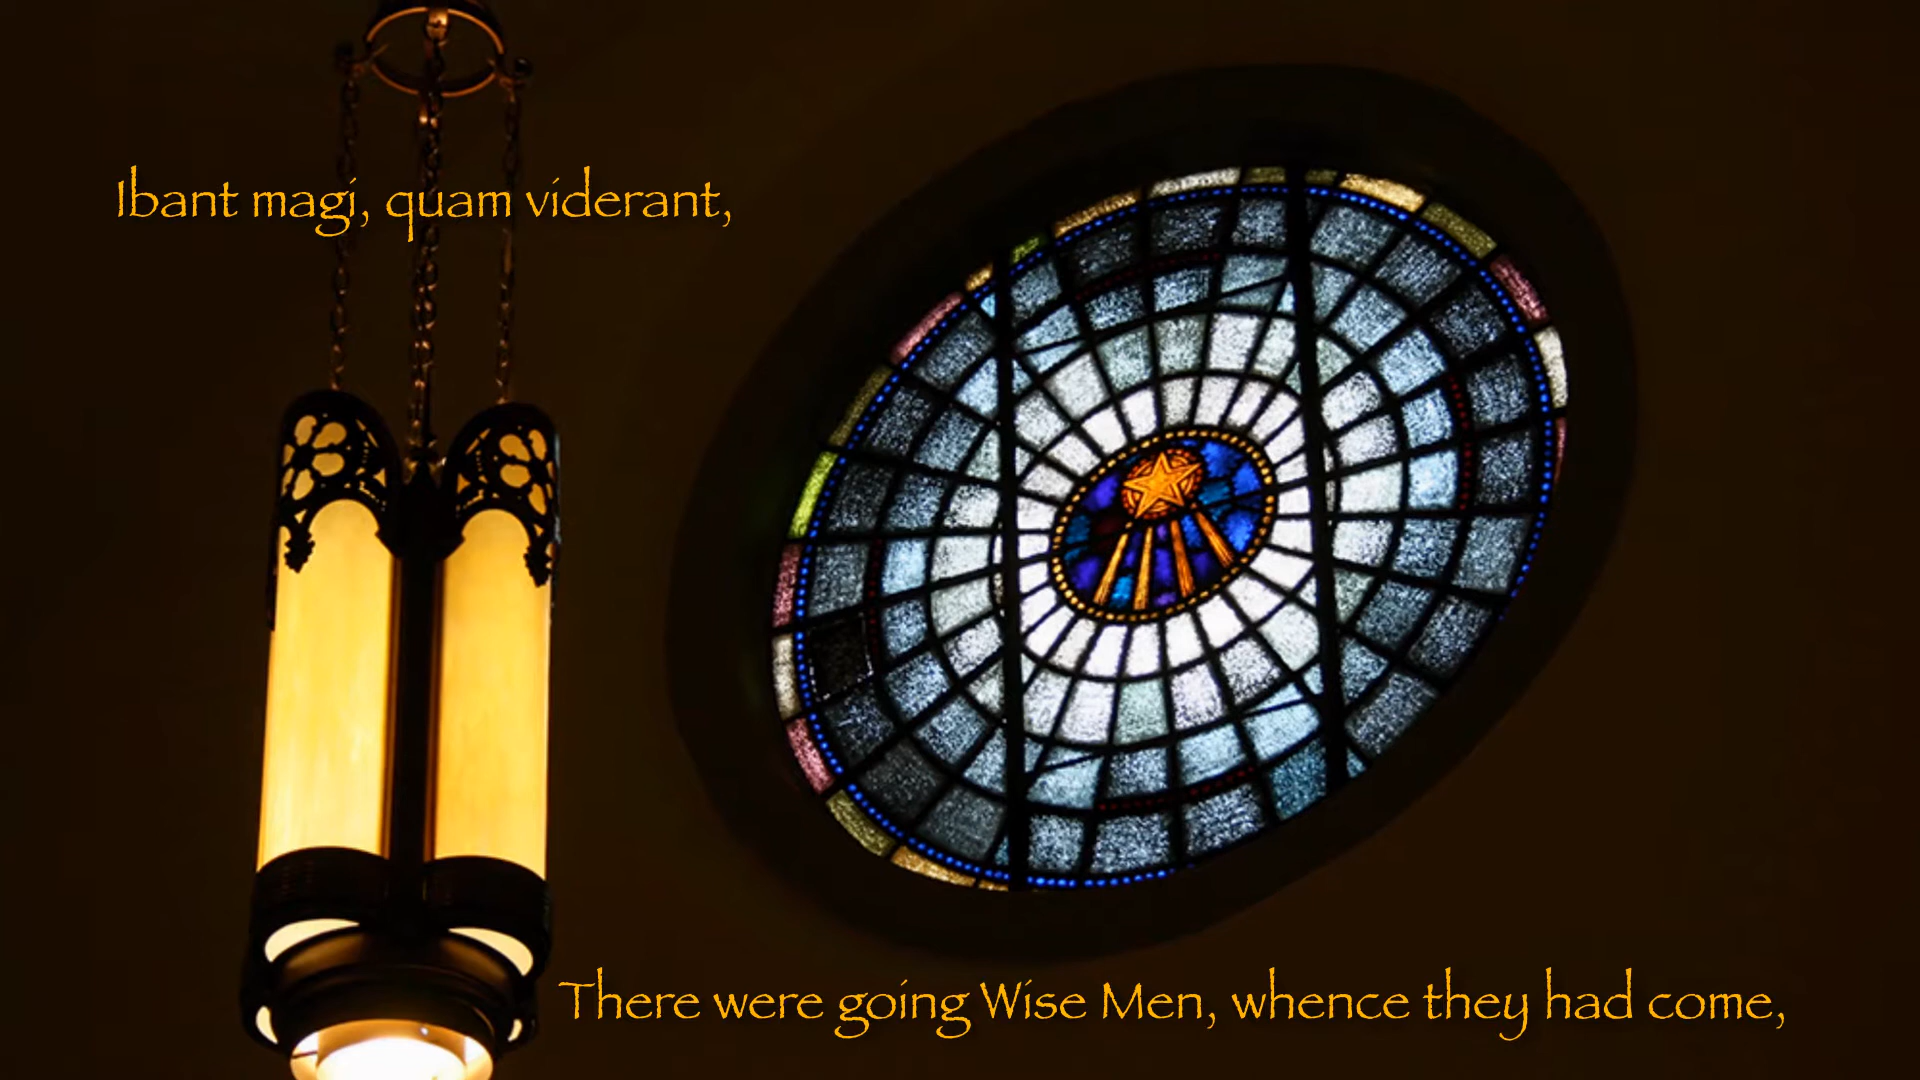 Ibant magi, quam viderant,
There were going Wise Men, whence they had come,